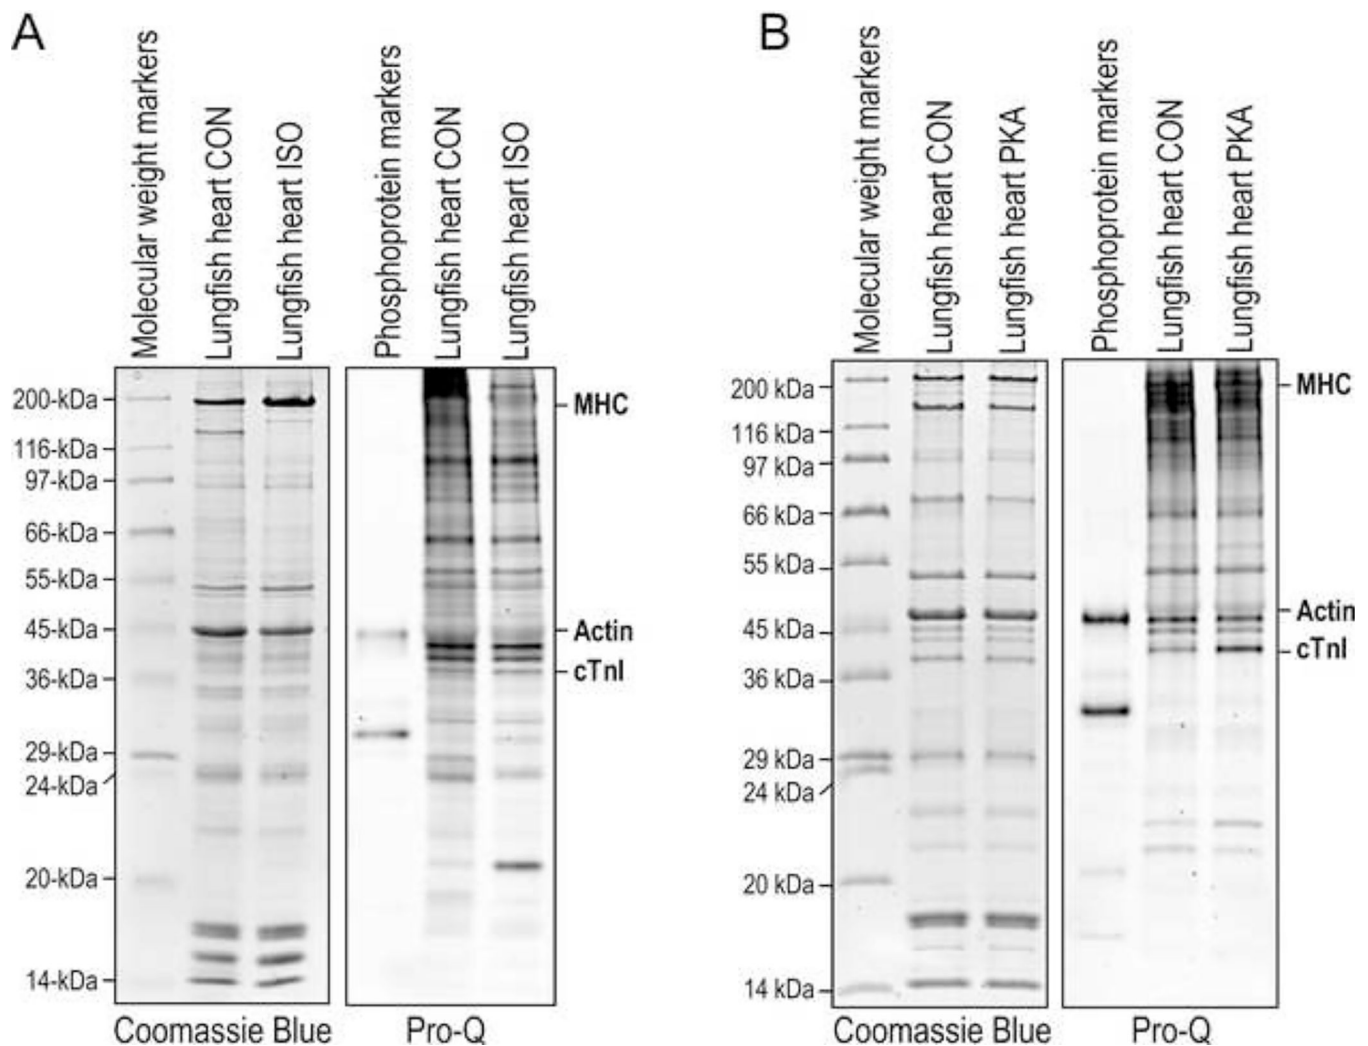 A
Molecular weight markers
Lungfish heart CON
Lungfish heart ISO
Phosphoprotein markers
Lungfish heart CON
Lungfish heart ISO
200-kDa
116-kDa
97-kDa
66-kDa
55-kDa
45-kDa
36-kDa
29-kDa
24-kDa
20-kDa
14-kDa
MHC
Actin
cTnI
Coomassie Blue
Pro-Q
B
Molecular weight markers
Lungfish heart CON
Lungfish heart PKA
Phosphoprotein markers
Lungfish heart CON
Lungfish heart PKA
200 kDa
116 kDa
97 kDa
66 kDa
55 kDa
45 kDa
36 kDa
29 kDa
24 kDa
20 kDa
14 kDa
MHC
Actin
cTnI
Coomassie Blue
Pro-Q